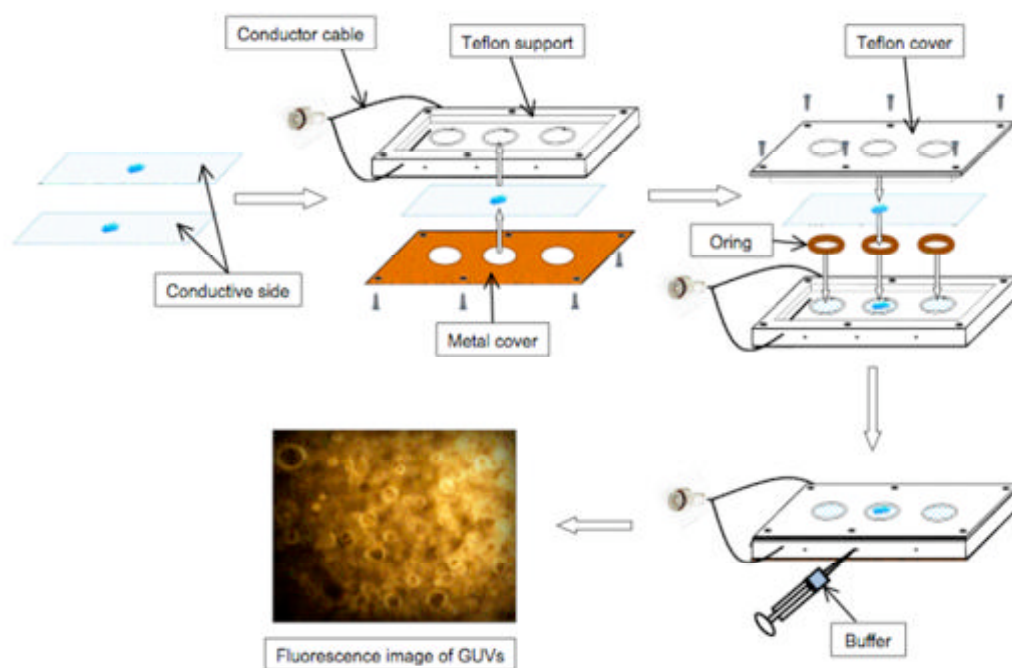 Conductor cable
Teflon support
Teflon cover
Conductive side
Metal cover
Oring
Buffer
Fluorescence image of GUVs